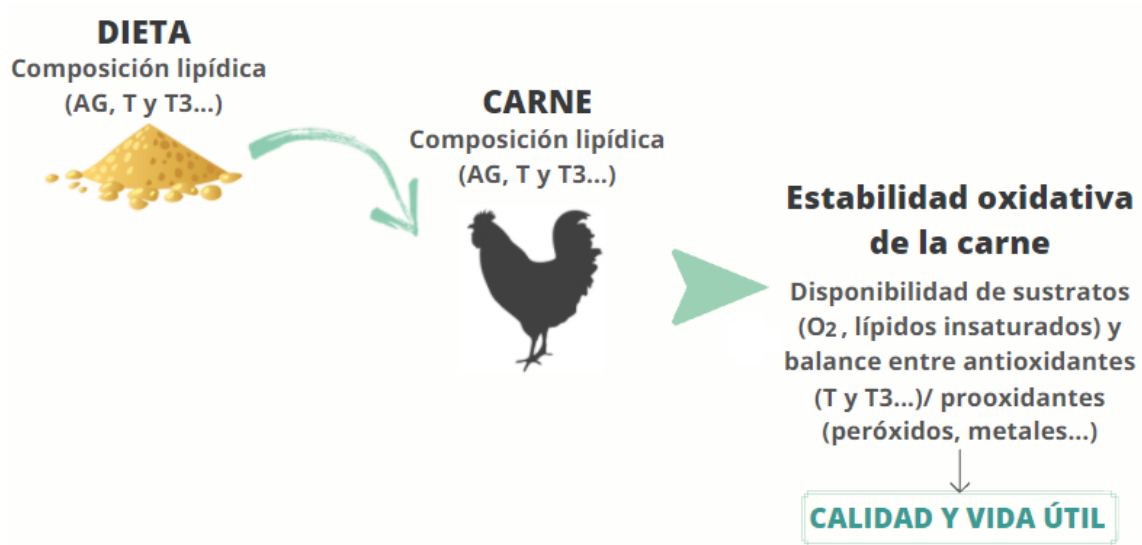 DIETA
Composición lipídica
(AG, T y T3...)
CARNE
Composición lipídica
(AG, T y T3...)
Estabilidad oxidativa
de la carne
Disponibilidad de sustratos
(O2 , lípidos insaturados) y
balance entre antioxidantes
(T y T3...)/ prooxidantes
(peróxidos, metales...)
CALIDAD Y VIDA ÚTIL